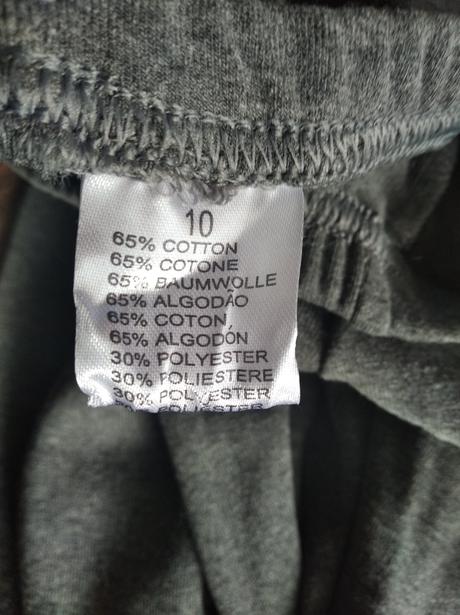 10
65% COTTON
65% COTONE
65% BAUMWOLLE
65% ALGODÃO
65% COTON
65% ALGODÓN
30% POLYESTER
30% POLIESTERE
30% POLYESTER